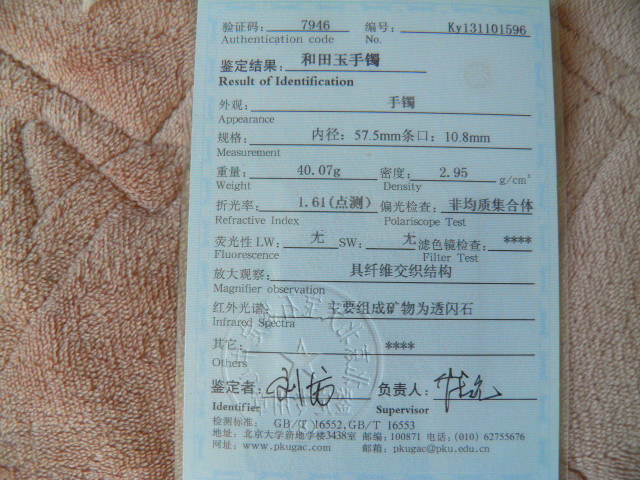 验证码： 7946 编号： Ky131101596
Authentication code No.
鉴定结果： 和田玉手镯
Result of Identification
外观： 手镯
Appearance
规格： 内径：57.5mm条口：10.8mm
Measurement
重量： 40.07g 密度： 2.95 g/cm³
Weight Density
折光率： 1.61(点测) 偏光检查： 非均质集合体
Refractive Index Polariscope Test
荧光性 LW： 无 SW： 无 滤色镜检查： ****
Fluorescence Filter Test
放大观察： 具纤维交织结构
Magnifier observation
红外光谱： 主要组成矿物为透闪石
Infrared Spectra
其它： ****
Others
鉴定者： 负责人：
Identifier Supervisor
检测标准： GB/T 16552,GB/T 16553
地址：北京大学新地学楼3438室 邮编：100871 电话：(010) 62755676
网址：www.pkugac.com 邮箱：pkugac@pku.edu.cn